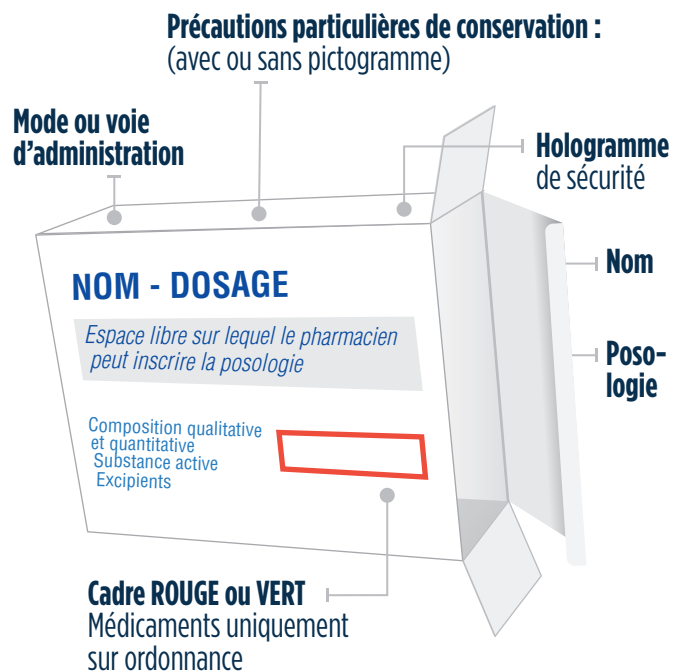 Précautions particulières de conservation :
(avec ou sans pictogramme)
Mode ou voie
d’administration
Hologramme
de sécurité
Nom
Poso-
logie
NOM - DOSAGE
Espace libre sur lequel le pharmacien
peut inscrire la posologie
Composition qualitative
et quantitative
Substance active
Excipients
Cadre ROUGE ou VERT
Médicaments uniquement
sur ordonnance